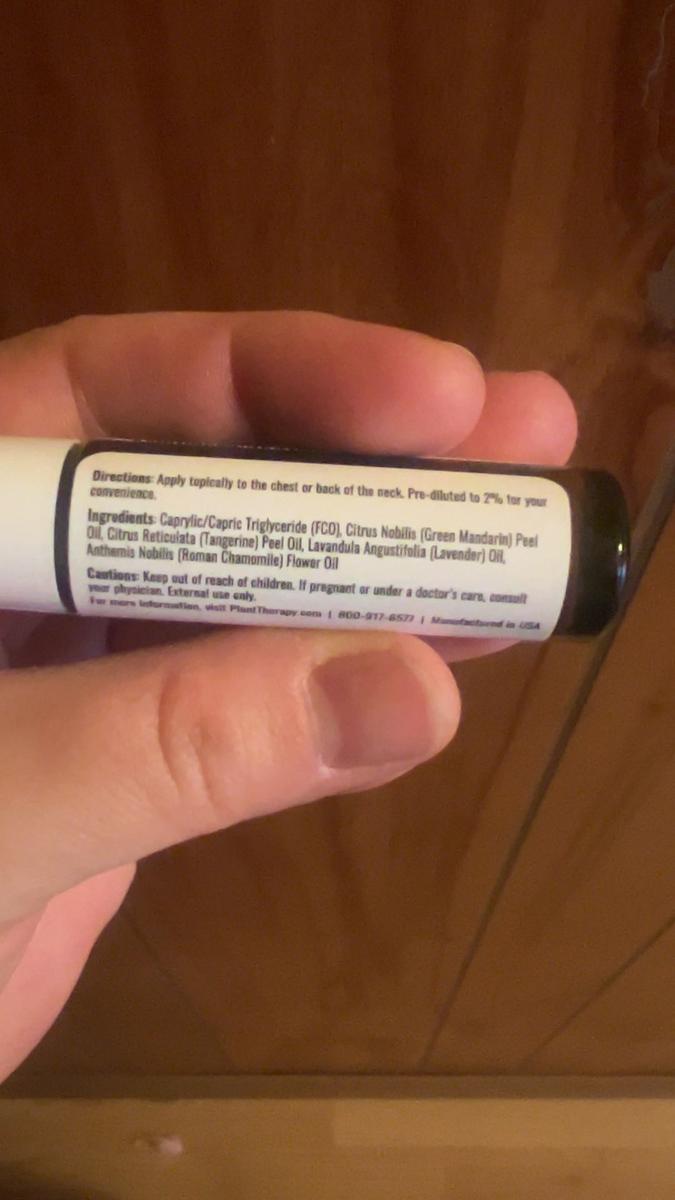 Directions: Apply topically to the chest or back of the neck. Pre-diluted to 2% for your
convenience.
Ingredients: Caprylic/Capric Triglyceride (FCO), Citrus Nobilis (Green Mandarin) Peel
Oil, Citrus Reticulata (Tangerine) Peel Oil, Lavandula Angustifolia (Lavender) Oil,
Anthemis Nobilis (Roman Chamomile) Flower Oil
Cautions: Keep out of reach of children. If pregnant or under a doctor's care, consult
your physician. External use only.
For more information, visit PlantTherapy.com | 800-917-6577 | Manufactured in USA